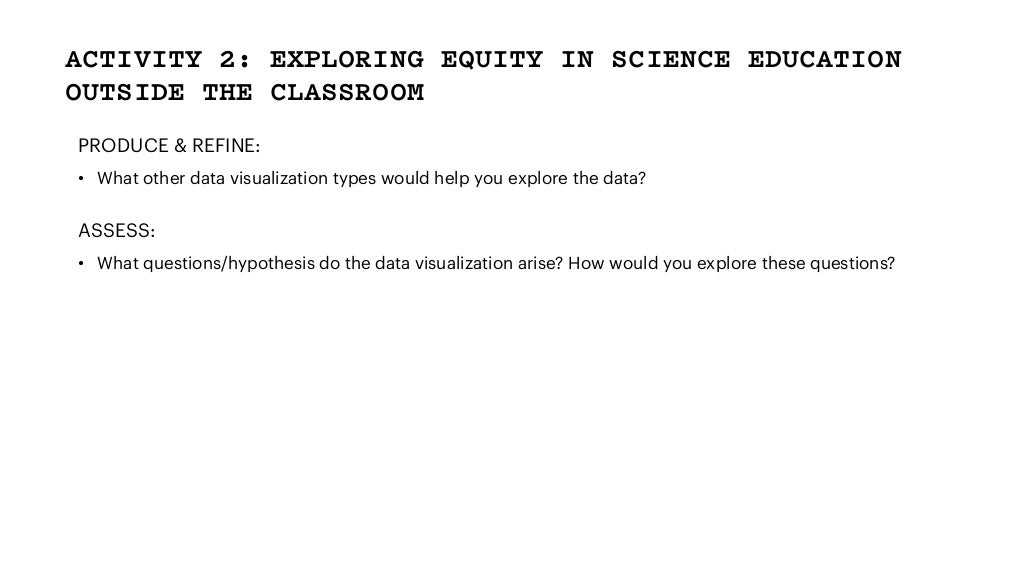 ACTIVITY 2: EXPLORING EQUITY IN SCIENCE EDUCATION
OUTSIDE THE CLASSROOM
PRODUCE & REFINE:
• What other data visualization types would help you explore the data?
ASSESS:
• What questions/hypothesis do the data visualization arise? How would you explore these questions?